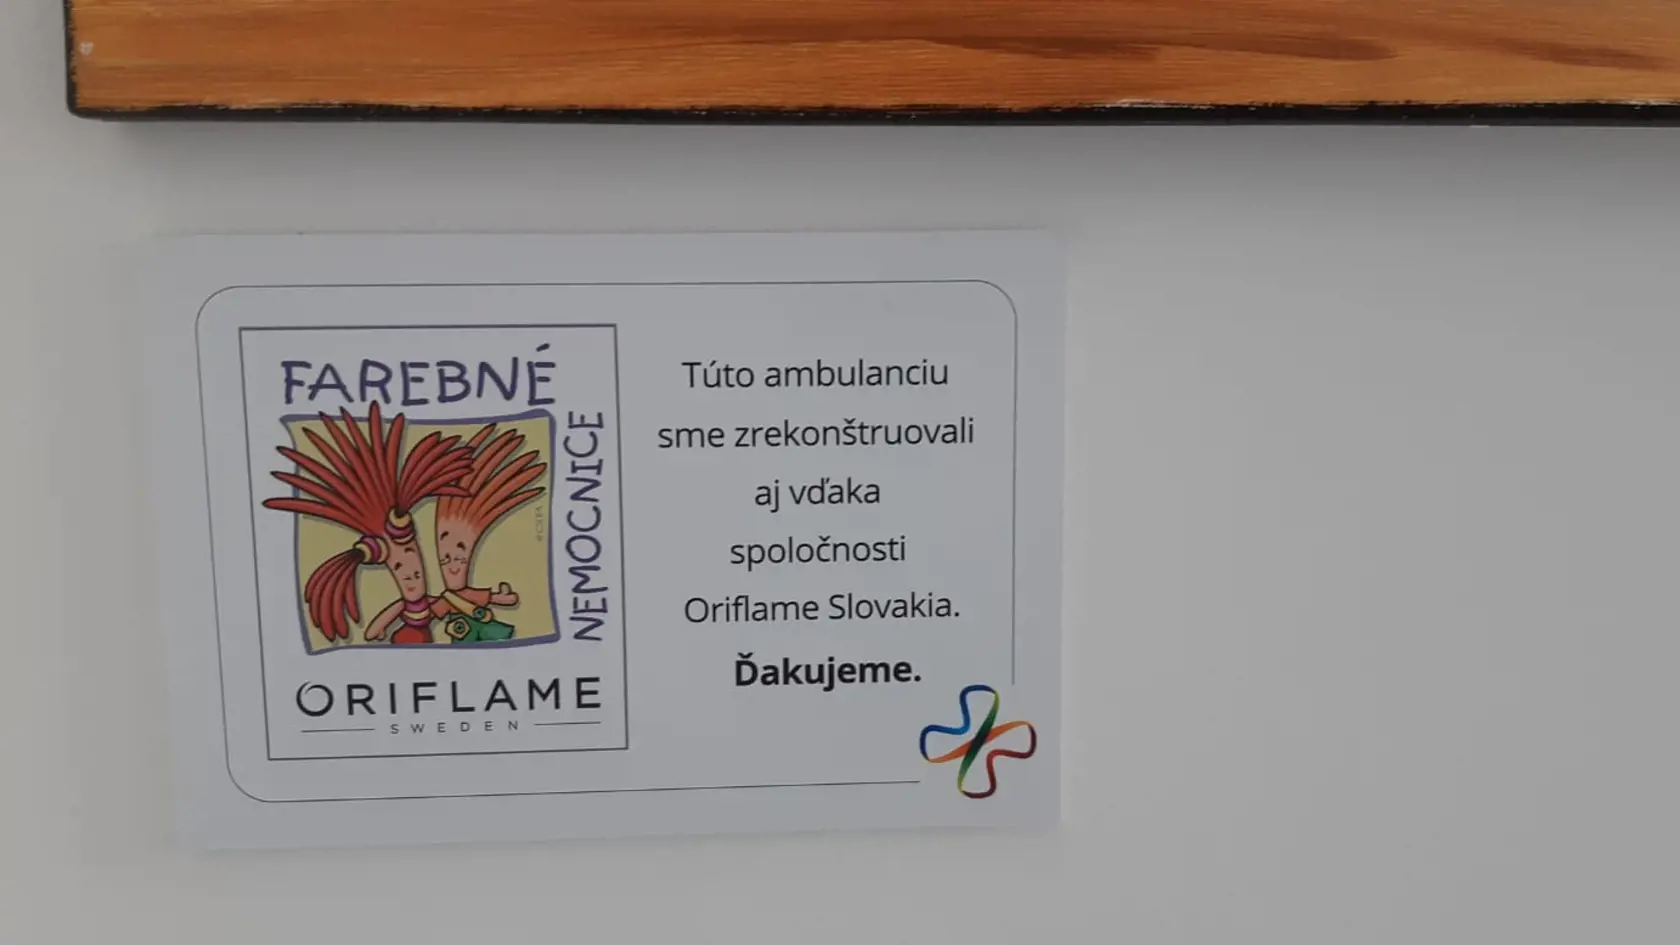 FAREBNÉ
NEMOCNICE
ORIFLAME
SWEDEN
Túto ambulanciu
sme zrekonštruovali
aj vďaka
spoločnosti
Oriflame Slovakia.
Ďakujeme.